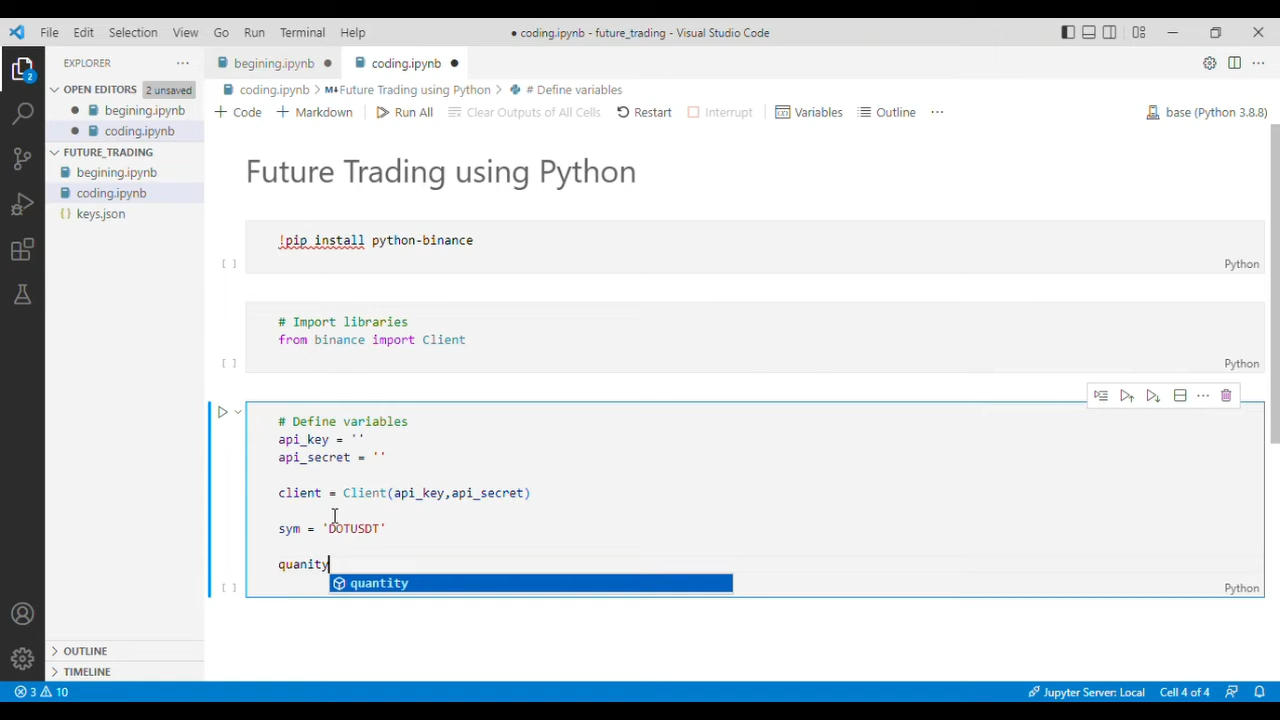 File Edit Selection View Go Run Terminal Help
● coding.ipynb - future_trading - Visual Studio Code
EXPLORER
begining.ipynb
coding.ipynb
OPEN EDITORS 2 unsaved
begining.ipynb
coding.ipynb
FUTURE_TRADING
begining.ipynb
coding.ipynb
{} keys.json
OUTLINE
TIMELINE
2
coding.ipynb > M↓Future Trading using Python > # Define variables
+ Code + Markdown Run All Clear Outputs of All Cells Restart Interrupt Variables Outline ...
base (Python 3.8.8)
Future Trading using Python
!pip install python-binance
[ ]
Python
# Import libraries
from binance import Client
[ ]
Python
# Define variables
api_key = ''
api_secret = ''
client = Client(api_key,api_secret)
sym = 'DOTUSDT'
quanity
quantity
[ ]
Python
3 10
Jupyter Server: Local
Cell 4 of 4